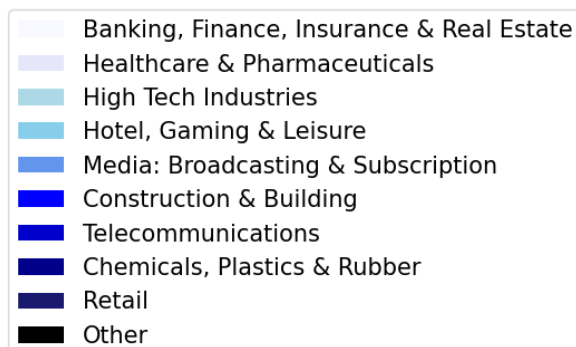 Banking, Finance, Insurance & Real Estate
Healthcare & Pharmaceuticals
High Tech Industries
Hotel, Gaming & Leisure
Media: Broadcasting & Subscription
Construction & Building
Telecommunications
Chemicals, Plastics & Rubber
Retail
Other